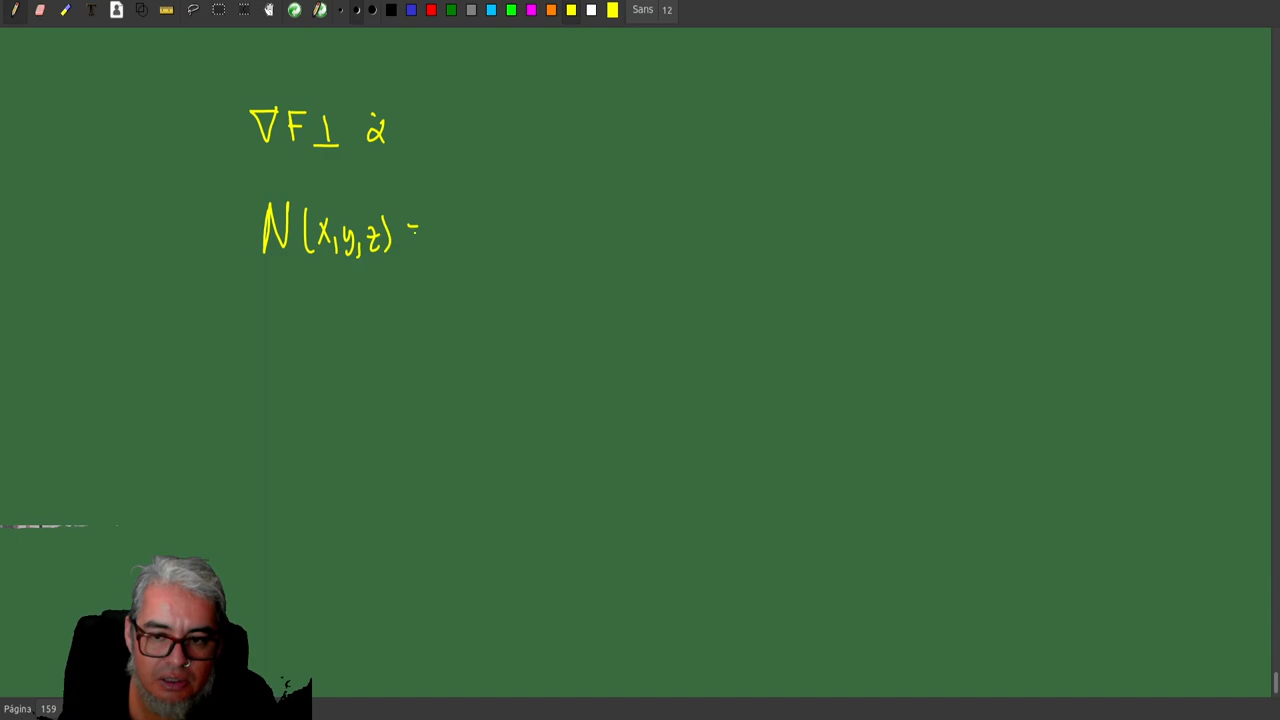 Sans 12
∇F ⊥ α̇
N(x,y,z) =
Página 159